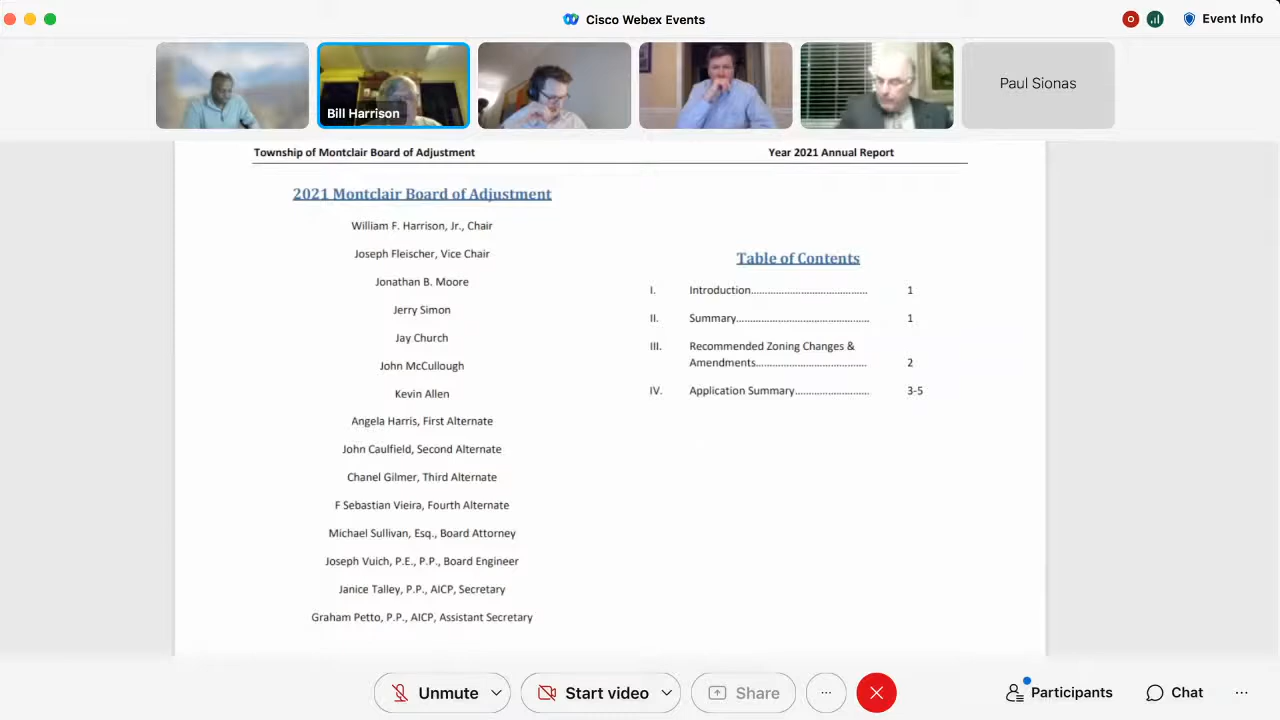 Cisco Webex Events
Event Info
Bill Harrison
Paul Sionas
Township of Montclair Board of Adjustment
Year 2021 Annual Report
2021 Montclair Board of Adjustment
William F. Harrison, Jr., Chair
Joseph Fleischer, Vice Chair
Jonathan B. Moore
Jerry Simon
Jay Church
John McCullough
Kevin Allen
Angela Harris, First Alternate
John Caulfield, Second Alternate
Chanel Gilmer, Third Alternate
F Sebastian Vieira, Fourth Alternate
Michael Sullivan, Esq., Board Attorney
Joseph Vuich, P.E., P.P., Board Engineer
Janice Talley, P.P., AICP, Secretary
Graham Petto, P.P., AICP, Assistant Secretary
Table of Contents
I. Introduction………………………………… 1
II. Summary……………………………………… 1
III. Recommended Zoning Changes &
Amendments……………………………… 2
IV. Application Summary…………………… 3-5
Unmute
Start video
Share
Participants
Chat